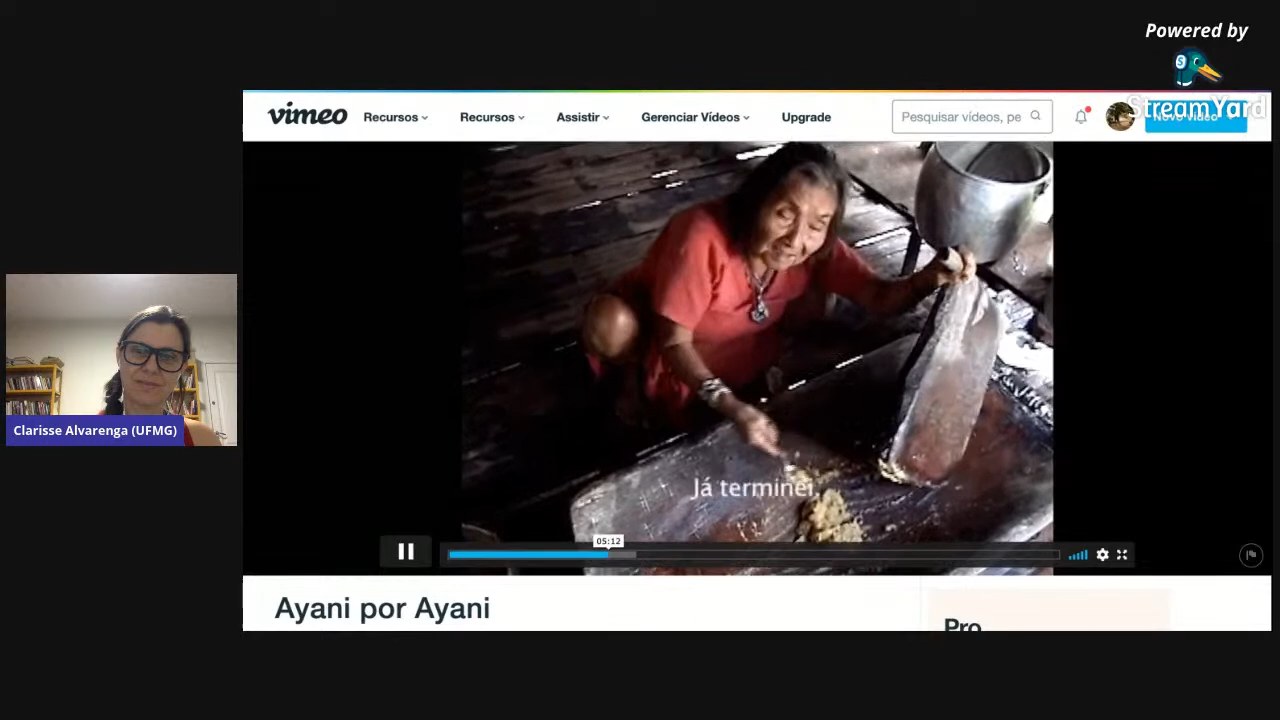 Powered by
StreamYard
vimeo Recursos Recursos Assistir Gerenciar Vídeos Upgrade Pesquisar vídeos, pe
Já terminei.
05:12
Clarisse Alvarenga (UFMG)
Ayani por Ayani
Pro